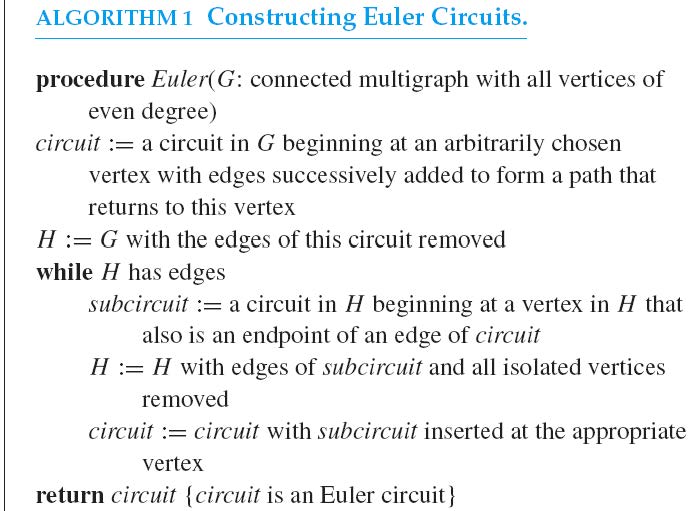 ALGORITHM 1 Constructing Euler Circuits.
procedure Euler(G: connected multigraph with all vertices of
even degree)
circuit := a circuit in G beginning at an arbitrarily chosen
vertex with edges successively added to form a path that
returns to this vertex
H := G with the edges of this circuit removed
while H has edges
subcircuit := a circuit in H beginning at a vertex in H that
also is an endpoint of an edge of circuit
H := H with edges of subcircuit and all isolated vertices
removed
circuit := circuit with subcircuit inserted at the appropriate
vertex
return circuit {circuit is an Euler circuit}